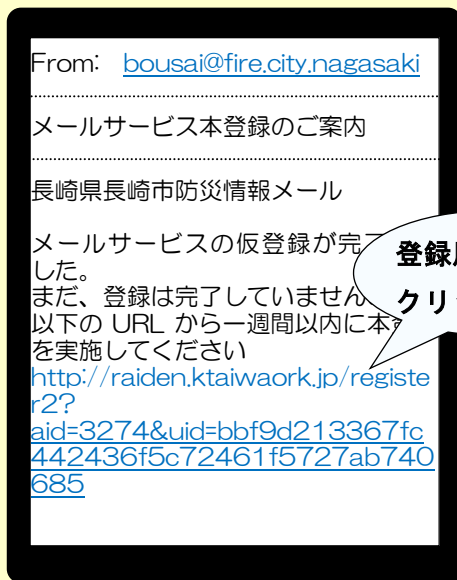 From: bousai@fire.city.nagasaki
メールサービス本登録のご案内
長崎県長崎市防災情報メール
メールサービスの仮登録が完了
した。
まだ、登録は完了していません
以下の URL から一週間以内に本
を実施してください
http://raiden.ktaiwaork.jp/registe
r2?
aid=3274&uid=bbf9d213367fc
442436f5c72461f5727ab740
685
登録
クリ